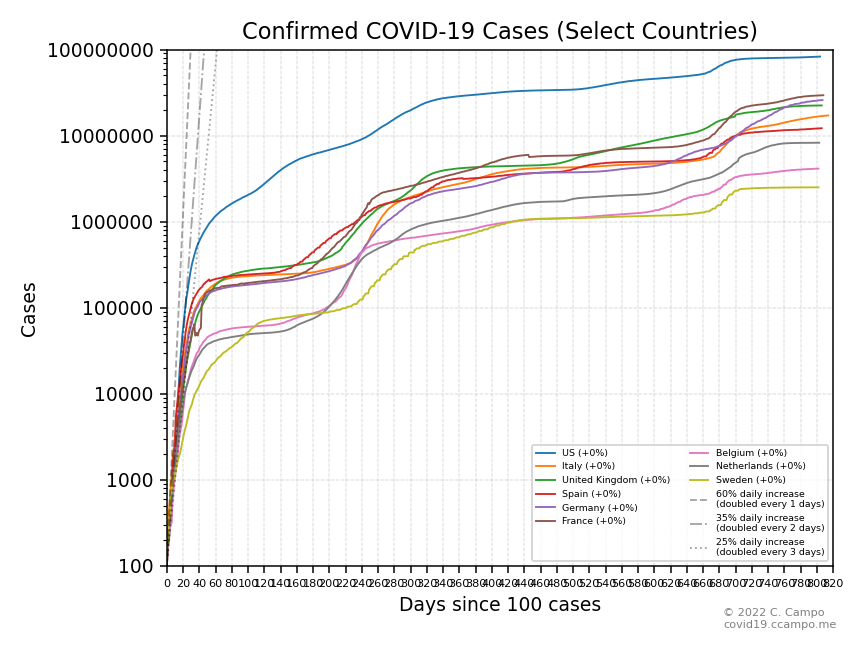 Confirmed COVID-19 Cases (Select Countries)
100000000
10000000
1000000
100000
10000
1000
100
Cases
US (+0%)
Italy (+0%)
United Kingdom (+0%)
Spain (+0%)
Germany (+0%)
France (+0%)
Belgium (+0%)
Netherlands (+0%)
Sweden (+0%)
60% daily increase
(doubled every 1 days)
35% daily increase
(doubled every 2 days)
25% daily increase
(doubled every 3 days)
0 20 40 60 80 100 120 140 160 180 200 220 240 260 280 300 320 340 360 380 400 420 440 460 480 500 520 540 560 580 600 620 640 660 680 700 720 740 760 780 800 820
Days since 100 cases
© 2022 C. Campo
covid19.ccampo.me